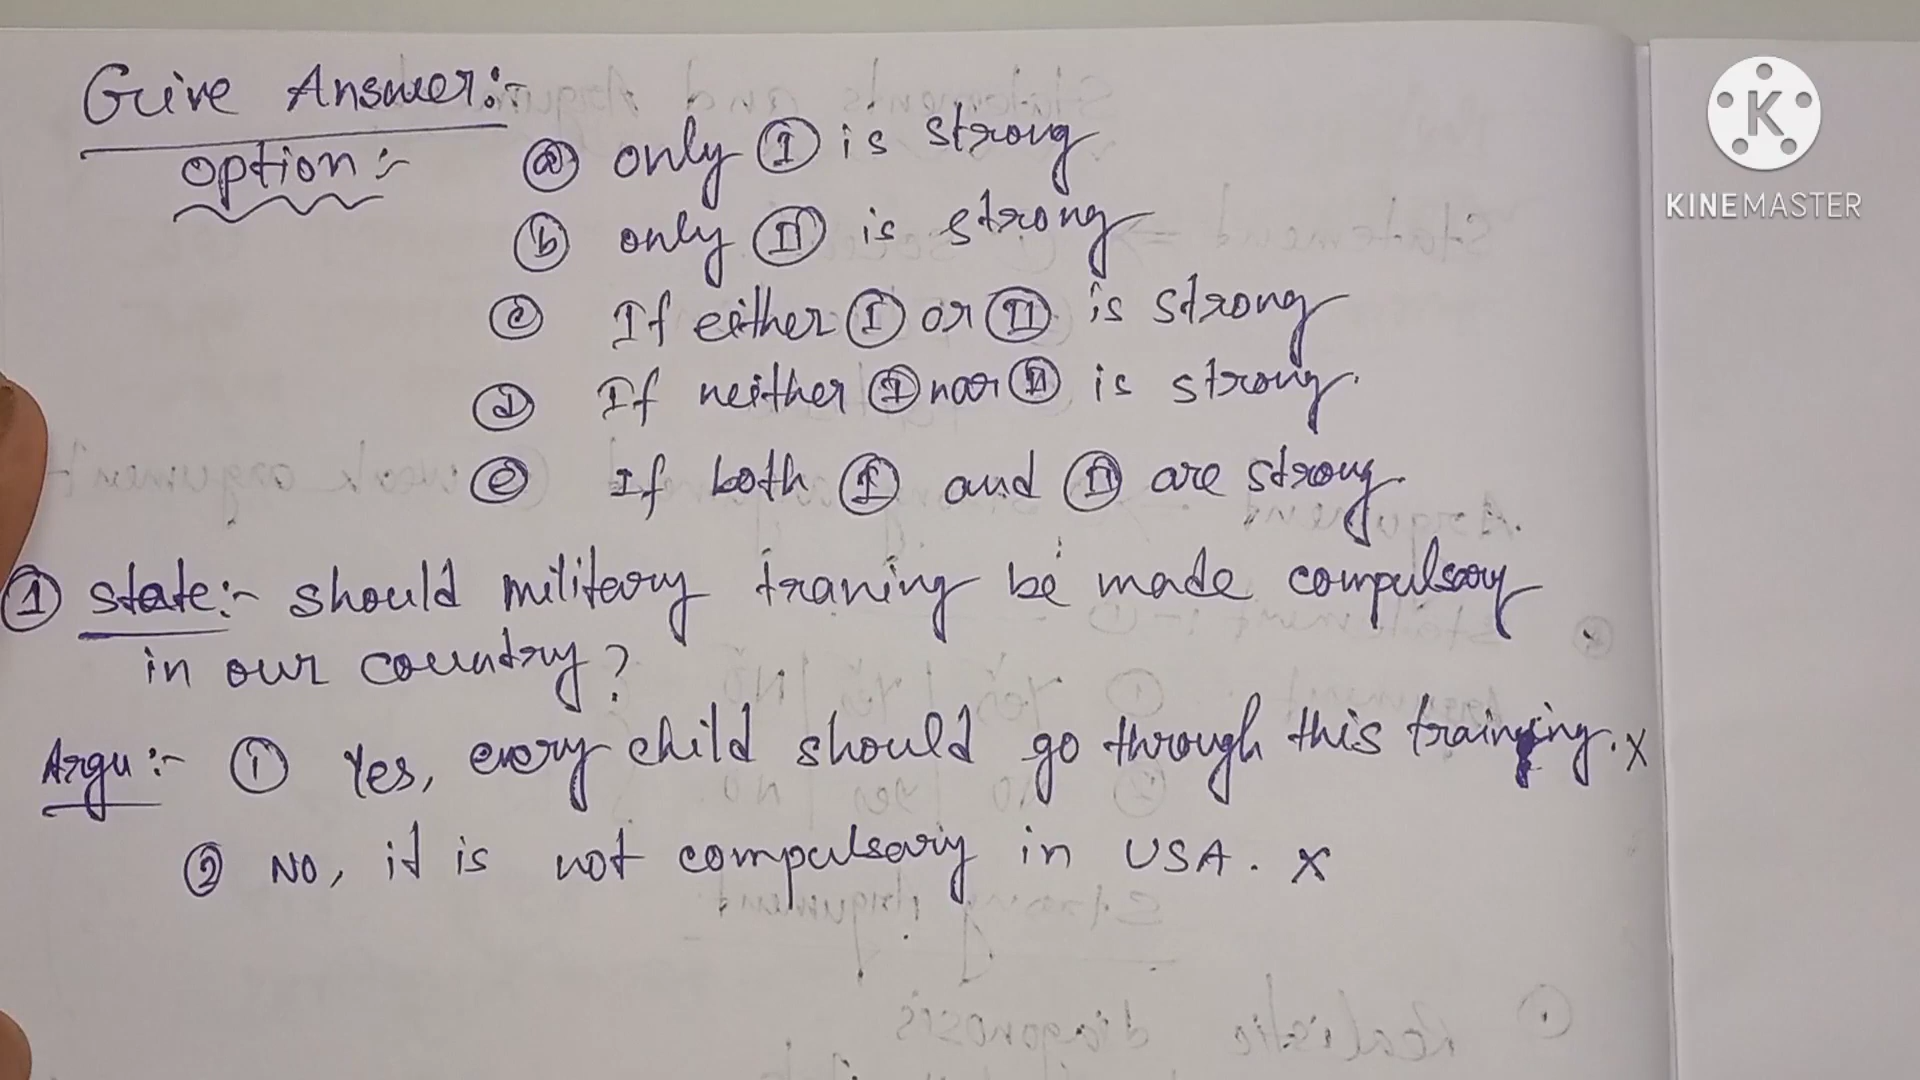 Give Answer:-
option:- (a) only (I) is strong
(b) only (II) is strong
(c) If either (I) or (II) is strong
(d) If neither (I) nor (II) is strong.
(e) If both (I) and (II) are strong.
(1) state:- should military traning be made compulsory
in our country?
Argu:- (1) Yes, every child should go through this training. x
(2) NO, it is not compulsary in USA. x
K
KINEMASTER